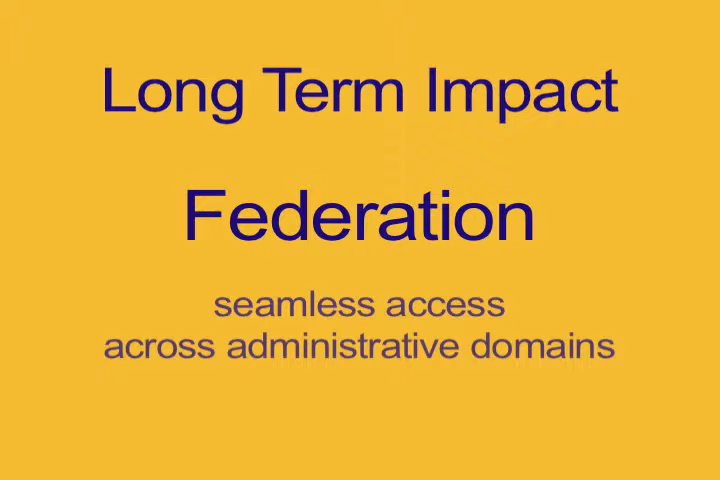 Long Term Impact
Federation
seamless access
across administrative domains